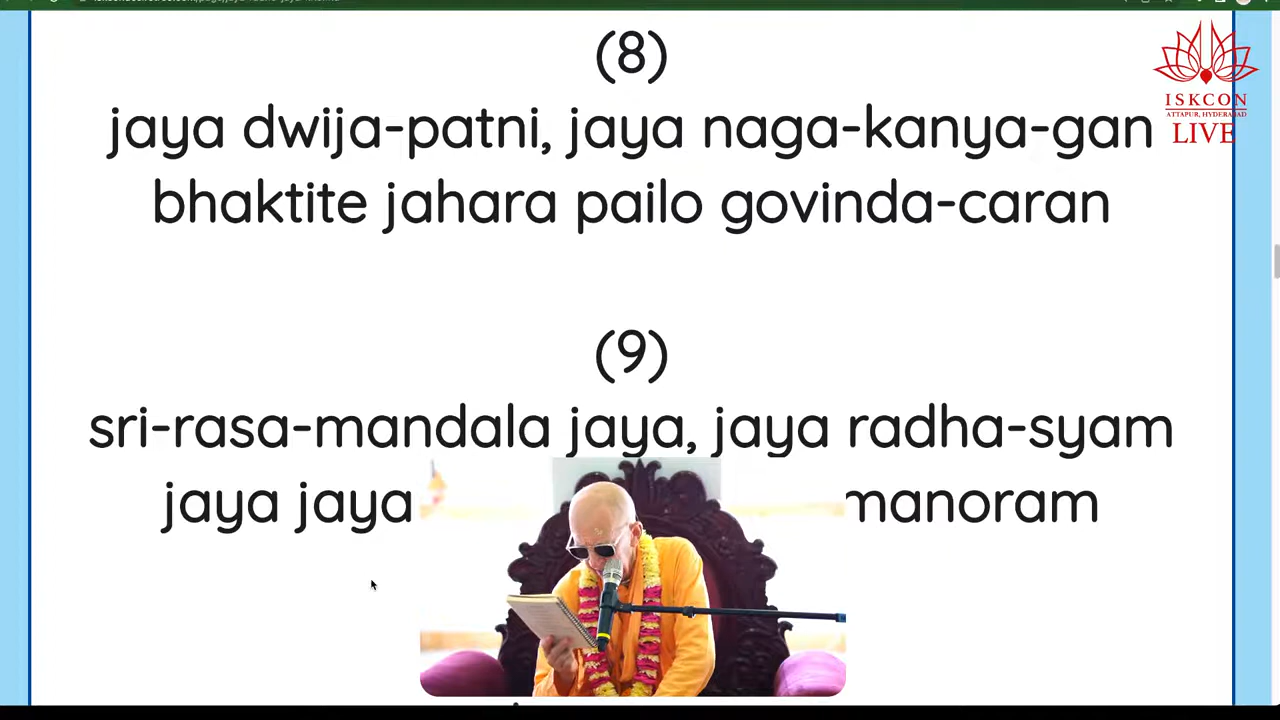 (8)
jaya dwija-patni, jaya naga-kanya-gan
bhaktite jahara pailo govinda-caran
(9)
sri-rasa-mandala jaya, jaya radha-syam
jaya jaya manoram
ISKCON
ATTAPUR, HYDERABAD
LIVE